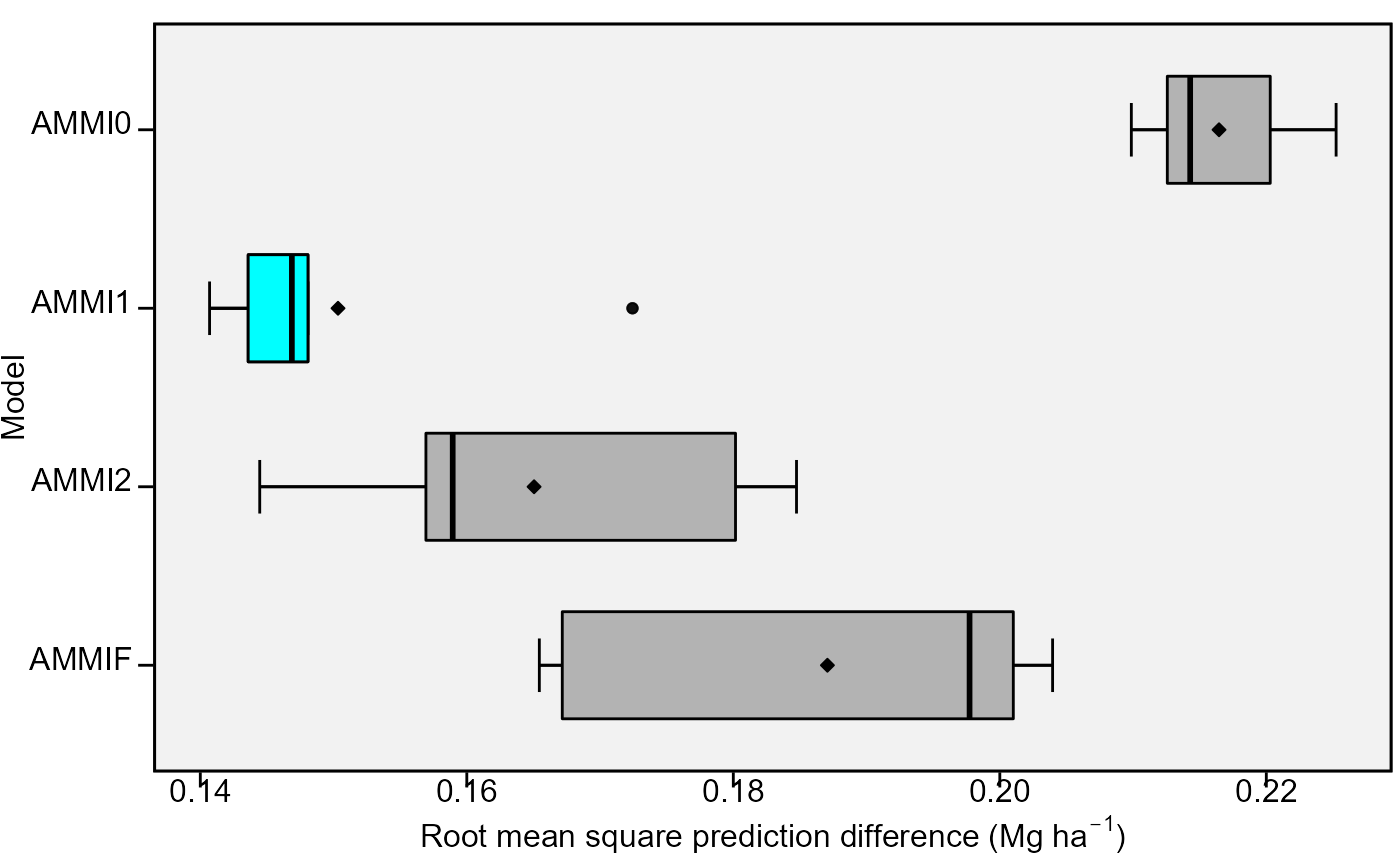 AMMI0
AMMI1
Model
AMMI2
AMMIF
0.14 0.16 0.18 0.20 0.22
Root mean square prediction difference (Mg ha⁻¹)